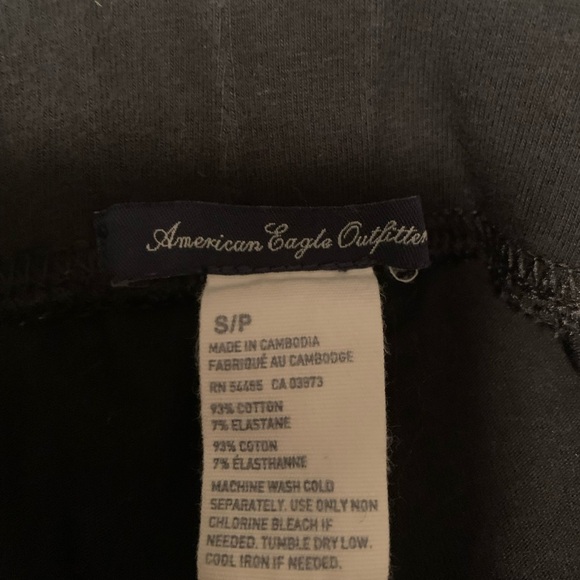 American Eagle Outfitter
S/P
MADE IN CAMBODIA
FABRIQUÉ AU CAMBODGE
RN 54485 CA 03973
93% COTTON
7% ELASTANE
93% COTON
7% ÉLASTHANNE
MACHINE WASH COLD
SEPARATELY. USE ONLY NON
CHLORINE BLEACH IF
NEEDED. TUMBLE DRY LOW.
COOL IRON IF NEEDED.